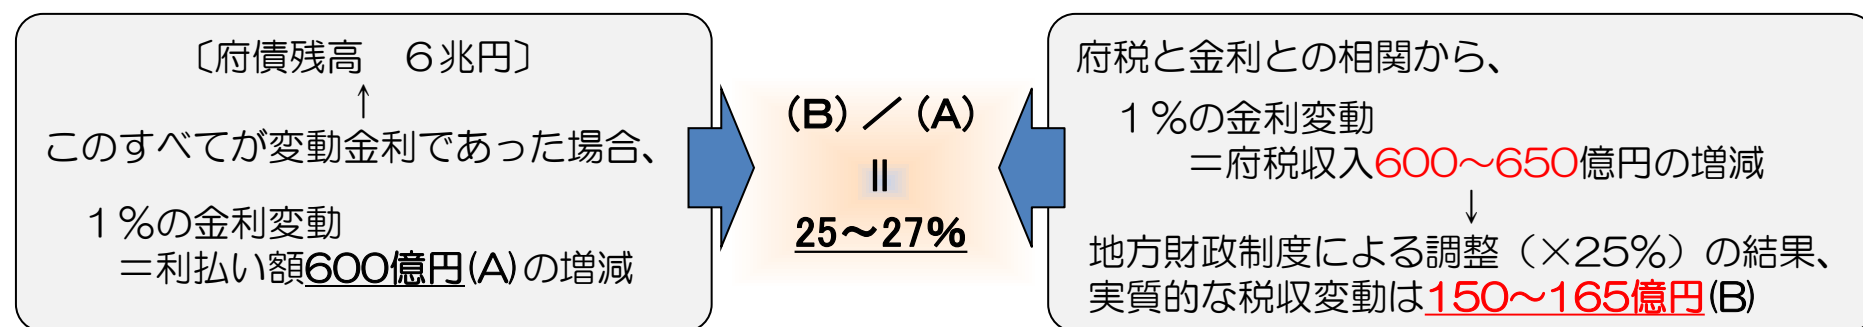 〔府債残高　６兆円〕
↑
このすべてが変動金利であった場合、
１％の金利変動
＝利払い額600億円(A)の増減
(B)／(A)
＝
25～27%
府税と金利との相関から、
１％の金利変動
＝府税収入600～650億円の増減
↓
地方財政制度による調整（×25%）の結果、
実質的な税収変動は150～165億円(B)